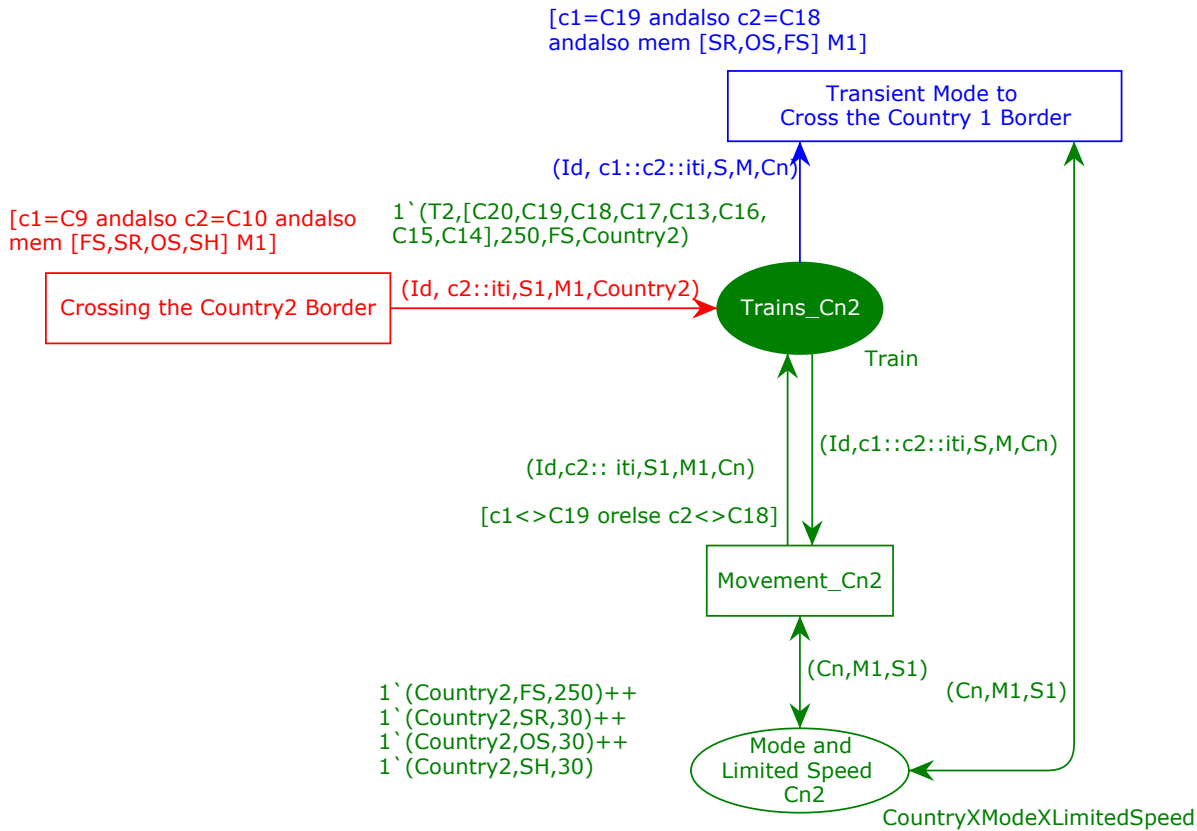 [c1=C19 andalso c2=C18
andalso mem [SR,OS,FS] M1]
Transient Mode to
Cross the Country 1 Border
(Id, c1::c2::iti,S,M,Cn)
[c1=C9 andalso c2=C10 andalso
mem [FS,SR,OS,SH] M1]
1`(T2,[C20,C19,C18,C17,C13,C16,
C15,C14],250,FS,Country2)
Crossing the Country2 Border
(Id, c2::iti,S1,M1,Country2)
Trains_Cn2
Train
(Id,c1::c2::iti,S,M,Cn)
(Id,c2:: iti,S1,M1,Cn)
[c1<>C19 orelse c2<>C18]
Movement_Cn2
(Cn,M1,S1)
(Cn,M1,S1)
1`(Country2,FS,250)++
1`(Country2,SR,30)++
1`(Country2,OS,30)++
1`(Country2,SH,30)
Mode and
Limited Speed
Cn2
CountryXModeXLimitedSpeed